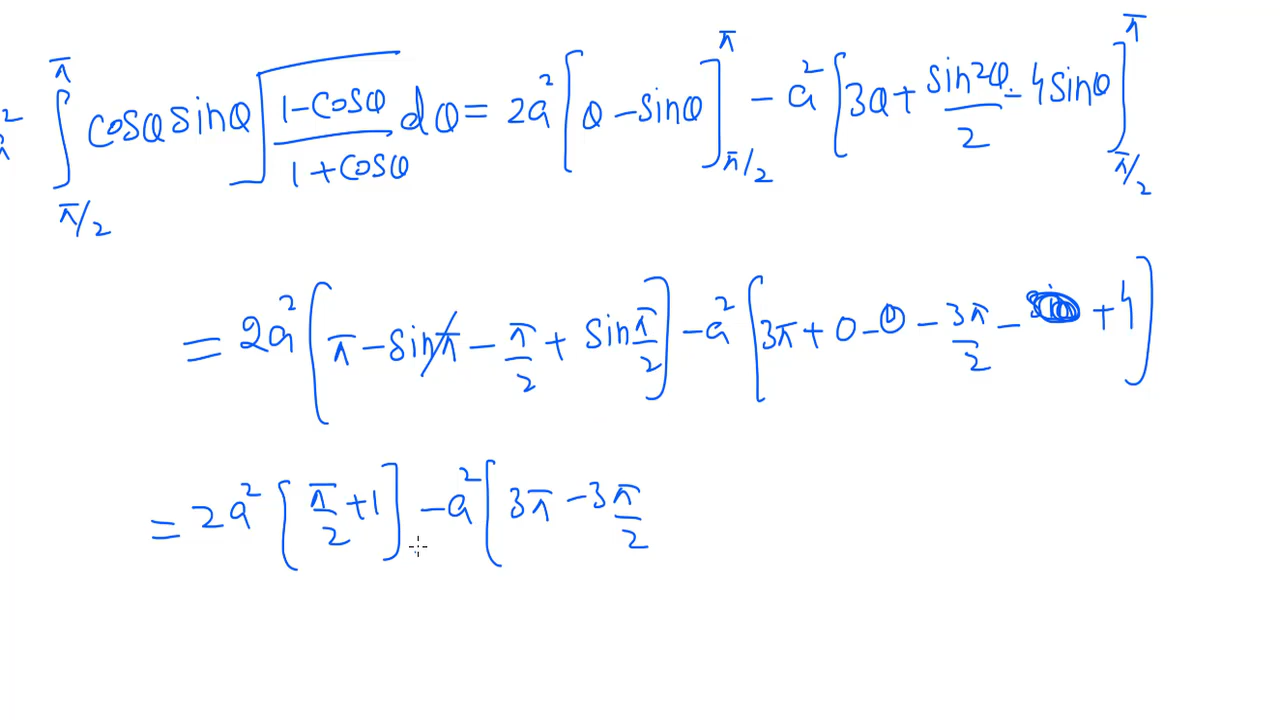 a² ∫_{π/2}^{π} cosθ sinθ √((1-cosθ)/(1+cosθ)) dθ = 2a² [θ - sinθ]_{π/2}^{π} - a² [3θ + sin2θ/2 - 4sinθ]_{π/2}^{π}
= 2a² [π - sinπ - π/2 + sin π/2] - a² [3π + 0 - 0 - 3π/2 - + 4]
= 2a² [π/2 + 1] - a² [3π - 3π/2